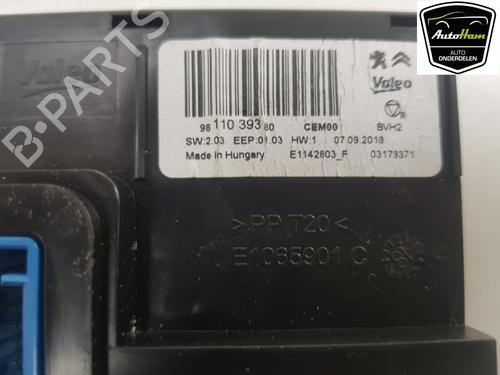 AutoHam
AUTO
ONDERDELEN
Valeo
B-PARTS
Valeo
98 110 393 80 CEM00 BVH2 R
SW:2.03 EEP:01.03 HW:1 07.09.2018
Made in Hungary E1142803_F 03179371
>PP T20<
E1065901 C